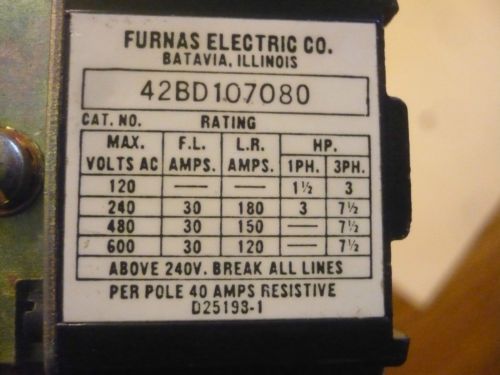 FURNAS ELECTRIC CO.
BATAVIA, ILLINOIS
42BD107080
CAT. NO. RATING
MAX. VOLTS AC F.L. AMPS. L.R. AMPS. HP. 1PH. 3PH.
120 — — 1½ 3
240 30 180 3 7½
480 30 150 — 7½
600 30 120 — 7½
ABOVE 240V. BREAK ALL LINES
PER POLE 40 AMPS RESISTIVE
D25193-1